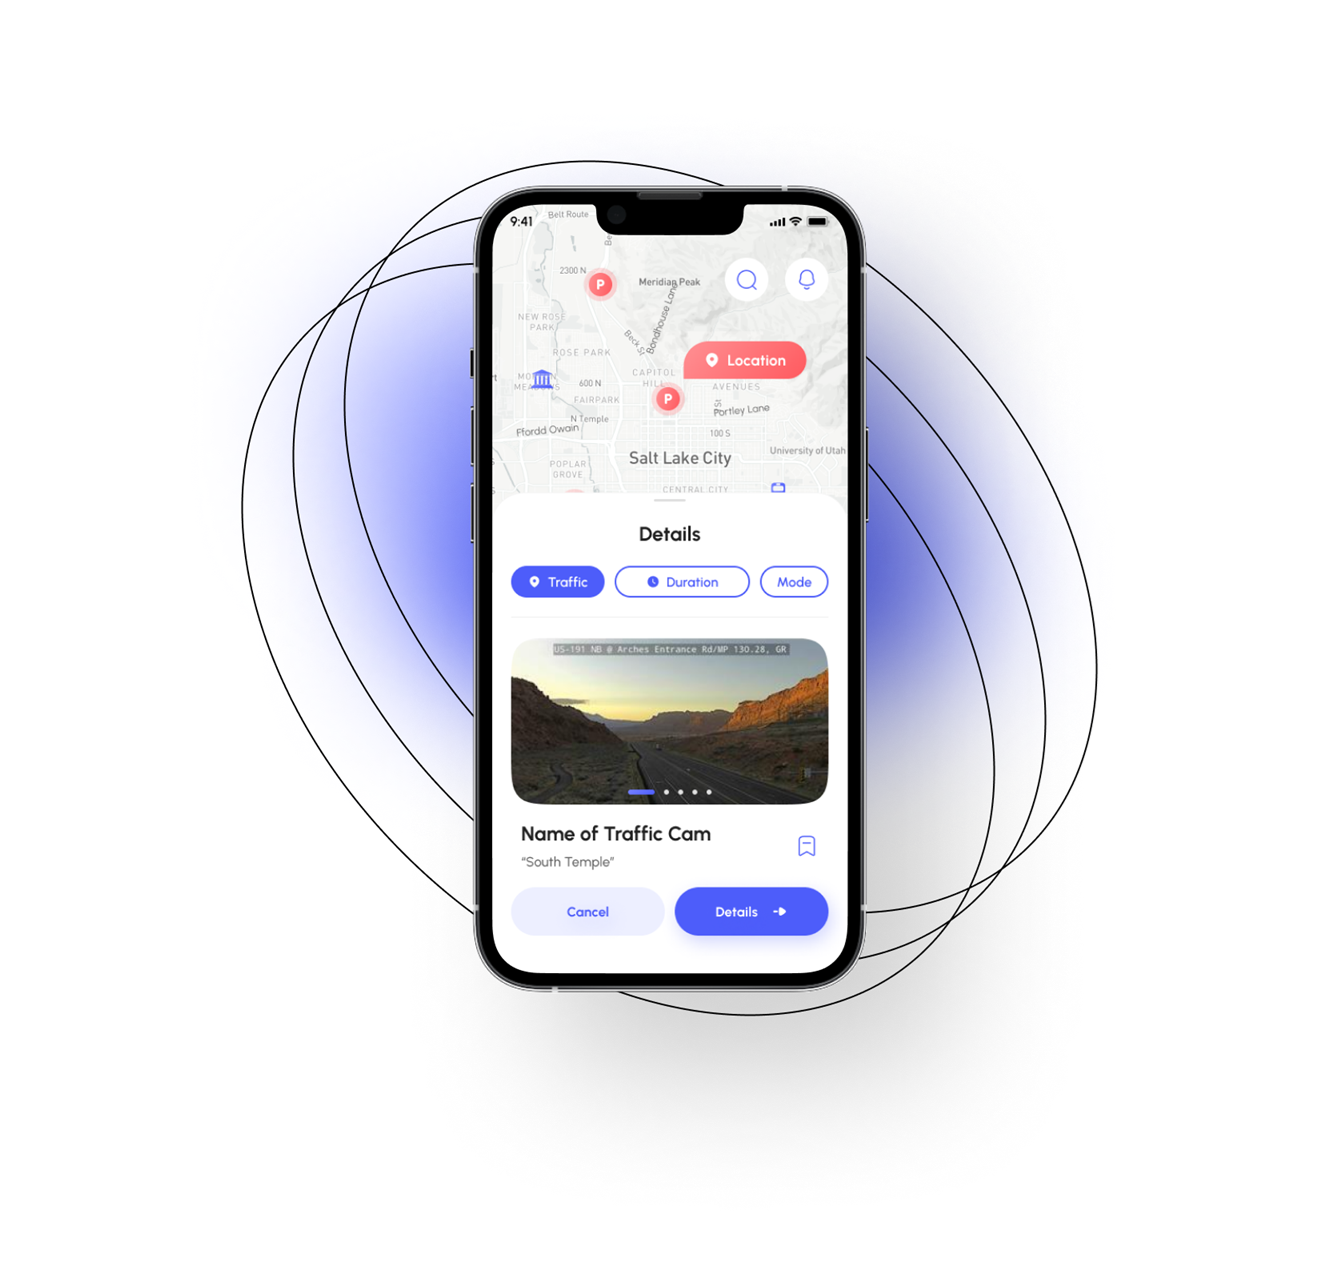 9:41
Belt Route
Be
2300 N
P
Meridian Peak
Bondhouse Lane
Beck St
NEW ROSE
PARK
ROSE PARK
Location
CAPITOL
HILL
AVENUES
600 N
FAIRPARK
P
St
Portley Lane
N Temple
Ffordd Owain
100 S
University of Utah
Salt Lake City
POPLAR
GROVE
CENTRAL CITY
Details
Traffic
Duration
Mode
US-191 NB @ Arches Entrance Rd/MP 130.28, GR
Name of Traffic Cam
“South Temple”
Cancel
Details